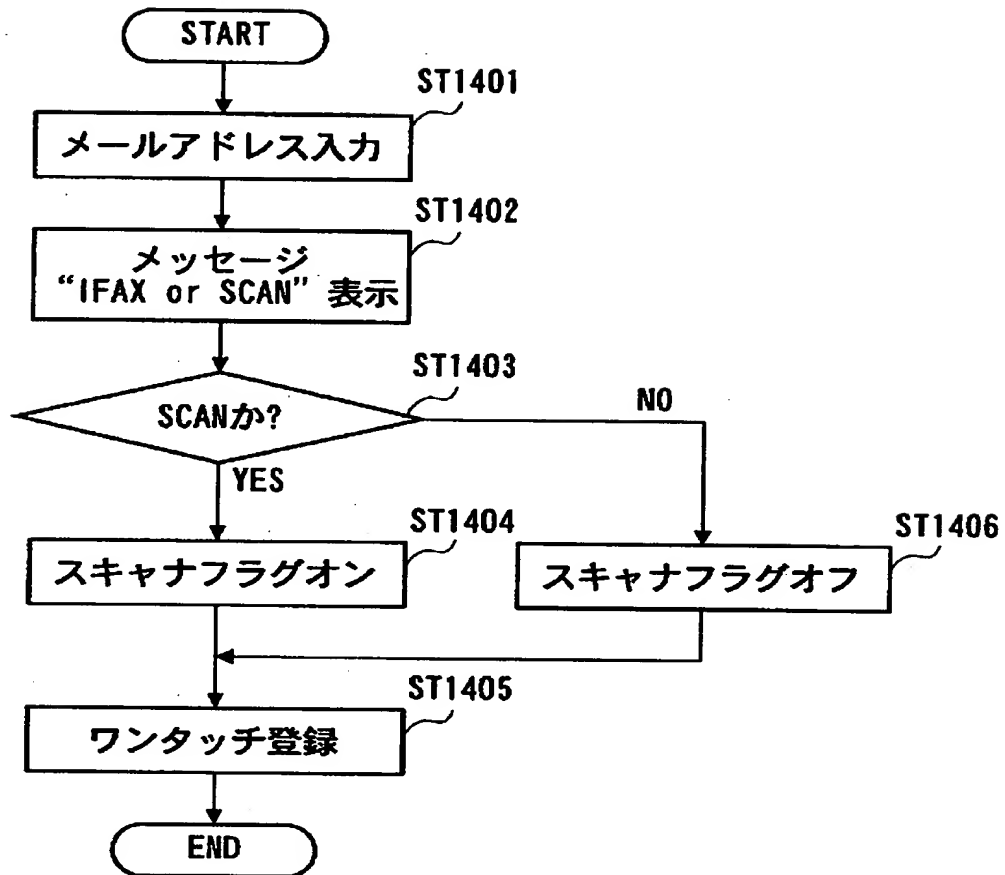 START
ST1401
メールアドレス入力
ST1402
メッセージ
“IFAX or SCAN” 表示
ST1403
SCANか?
NO
YES
ST1404
スキャナフラグオン
ST1406
スキャナフラグオフ
ST1405
ワンタッチ登録
END